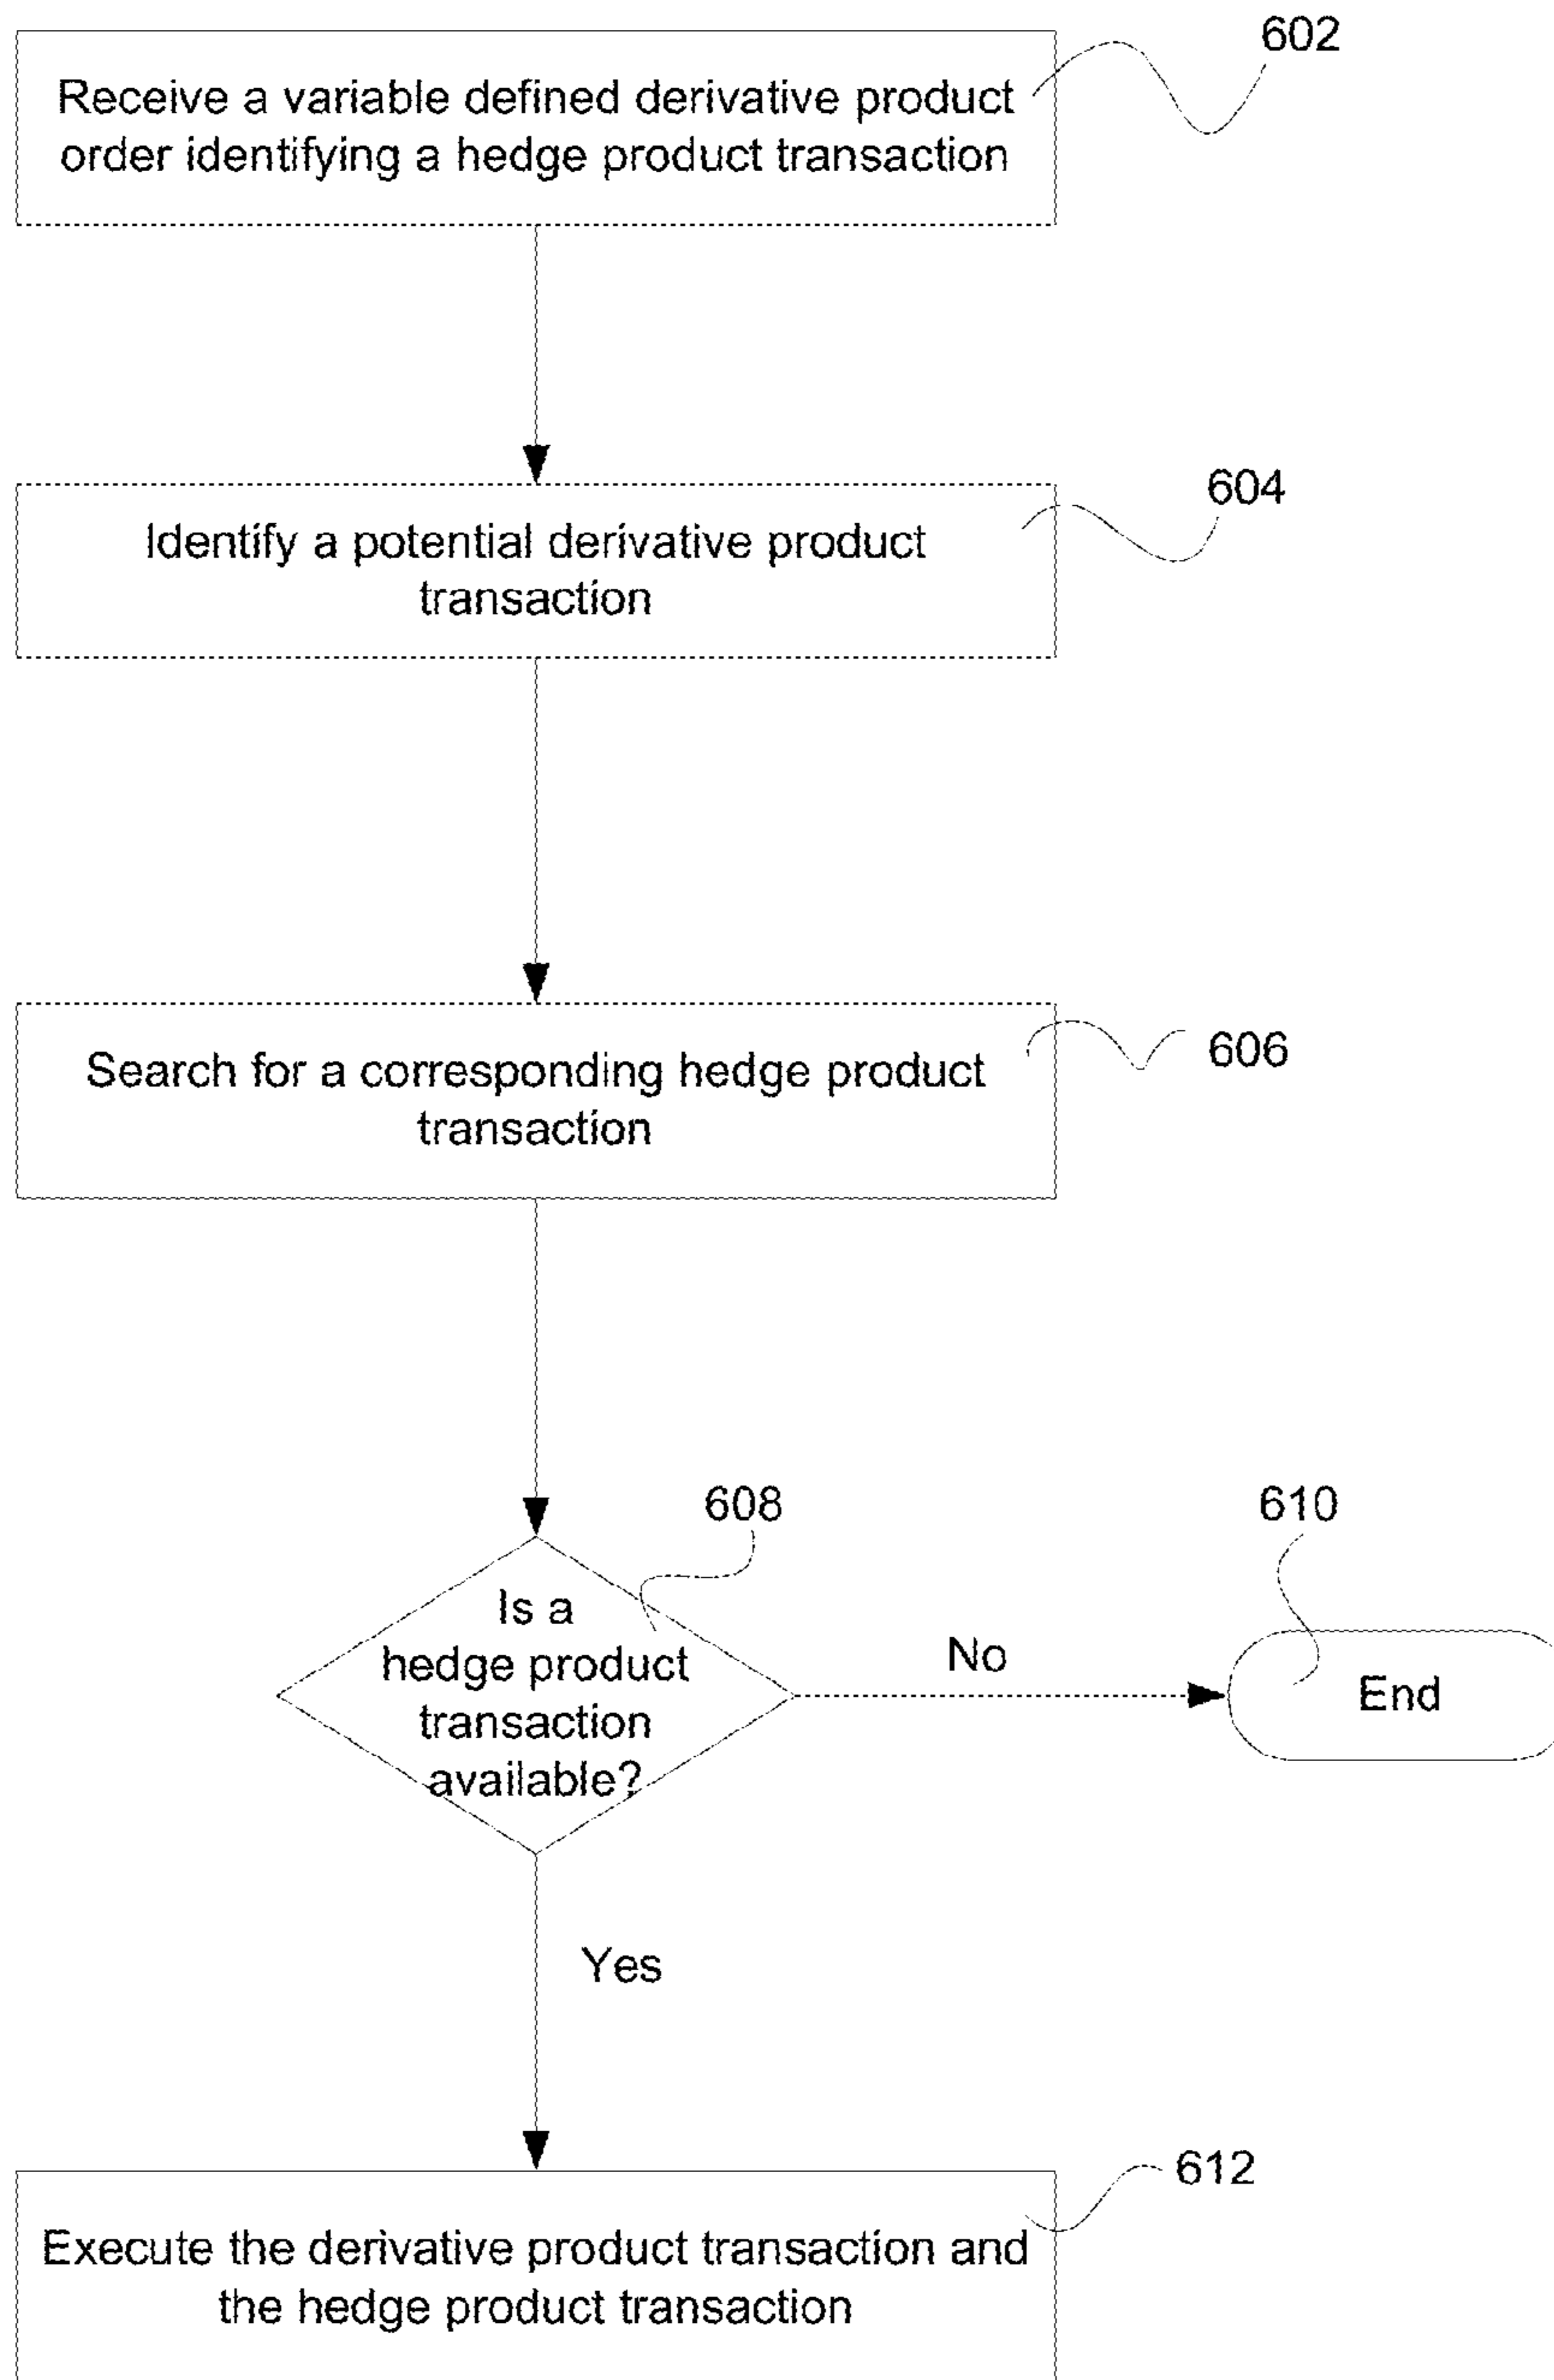 602
Receive a variable defined derivative product
order identifying a hedge product transaction
604
Identify a potential derivative product
transaction
606
Search for a corresponding hedge product
transaction
608
610
Is a
hedge product
transaction
available?
No
End
Yes
612
Execute the derivative product transaction and
the hedge product transaction